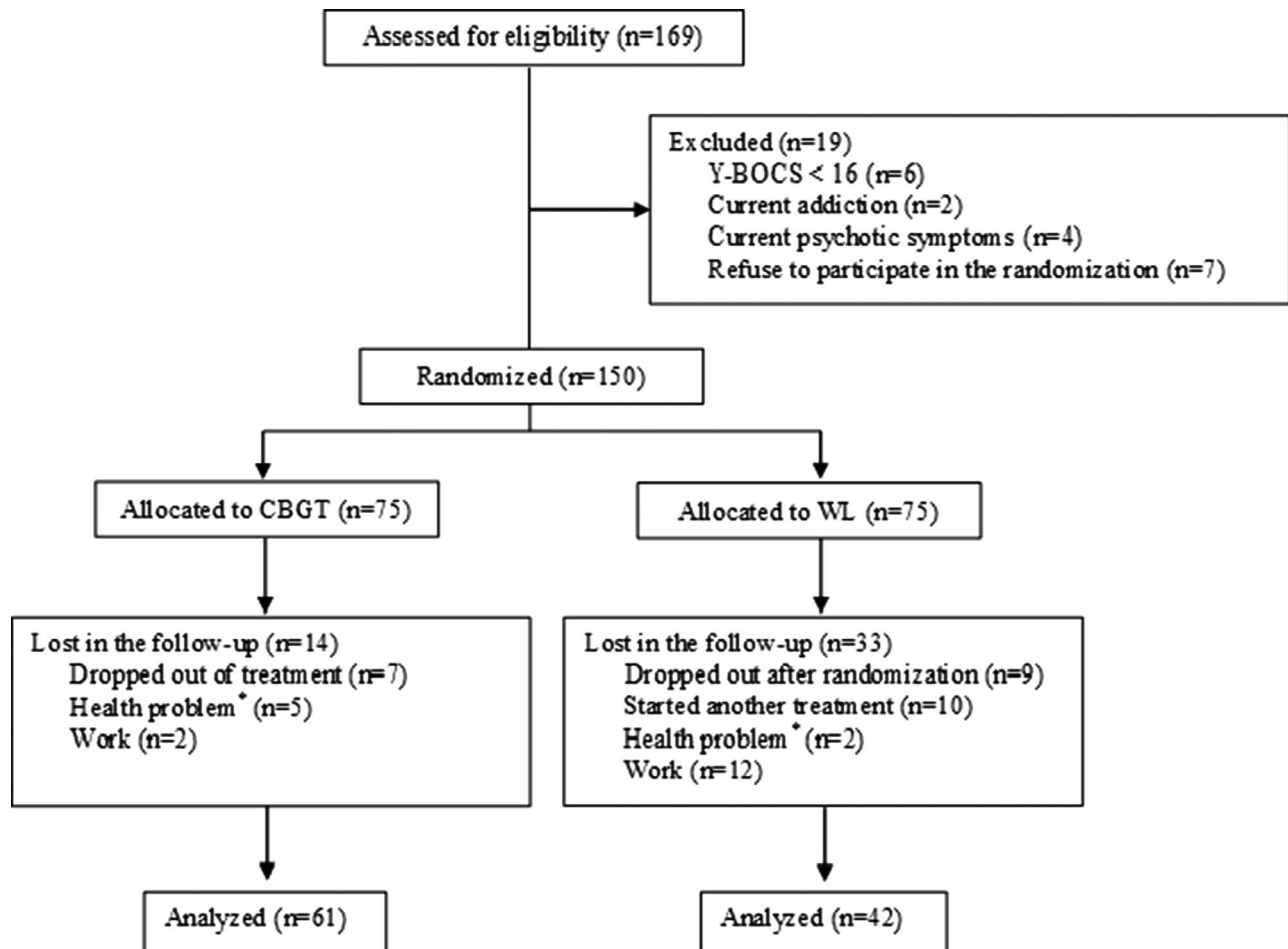 Assessed for eligibility (n=169)
Excluded (n=19)
Y-BOCS < 16 (n=6)
Current addiction (n=2)
Current psychotic symptoms (n=4)
Refuse to participate in the randomization (n=7)
Randomized (n=150)
Allocated to CBGT (n=75)
Allocated to WL (n=75)
Lost in the follow-up (n=14)
Dropped out of treatment (n=7)
Health problem* (n=5)
Work (n=2)
Lost in the follow-up (n=33)
Dropped out after randomization (n=9)
Started another treatment (n=10)
Health problem* (n=2)
Work (n=12)
Analyzed (n=61)
Analyzed (n=42)